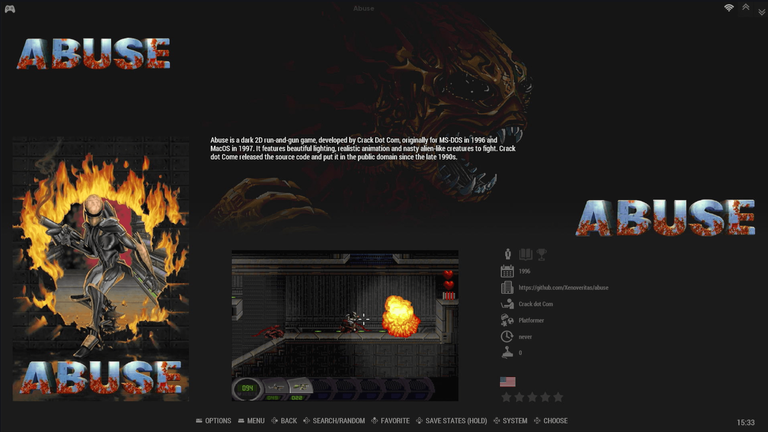 Abuse
ABUSE
Abuse is a dark 2D run-and-gun game, developed by Crack Dot Com, originally for MS-DOS in 1996 and
MacOS in 1997. It features beautiful lighting, realistic animation and nasty alien-like creatures to fight. Crack
dot Come released the source code and put it in the public domain since the late 1990s.
ABUSE
ABUSE
1996
https://github.com/Xenoveritas/abuse
Crack dot Com
Platformer
never
0
094
OPTIONS MENU BACK SEARCH/RANDOM FAVORITE SAVE STATES (HOLD) SYSTEM CHOOSE
15:33